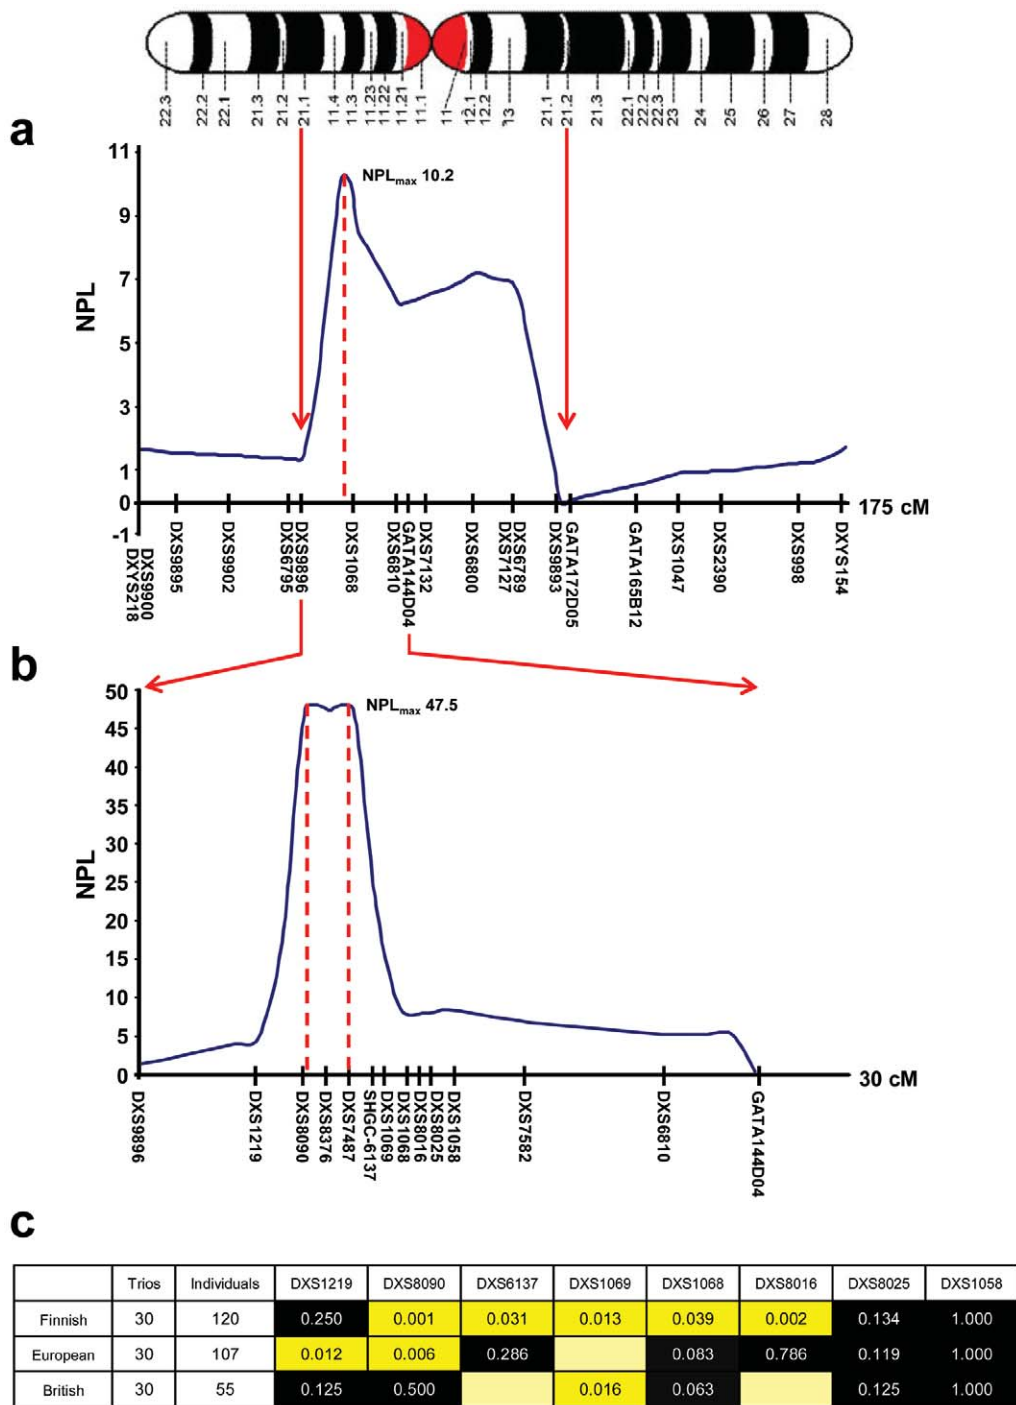 22.3 22.2 22.1 21.3 21.2 21.1 11.4 11.3 11.23 11.22 11.21 11.1 11 12.1 12.2 13 21.1 21.2 21.3 22.1 22.2 22.3 23 24 25 26 27 28
a
NPL
11
9
7
5
3
1
0
-1
NPLmax 10.2
175 cM
DXYS218 DXS9900 DXS9895 DXS9902 DXS6795 DXS9896 DXS1068 DXS6810 GATA144D04 DXS7132 DXS6800 DXS7127 DXS6789 DXS9893 GATA172D05 GATA165B12 DXS1047 DXS2390 DXS998 DXYS154
b
NPL
50
45
40
35
30
25
20
15
10
5
0
NPLmax 47.5
30 cM
DXS9896 DXS1219 DXS8090 DXS8376 DXS7487 SHGC-6137 DXS1069 DXS1068 DXS8016 DXS8025 DXS1058 DXS7582 DXS6810 GATA144D04
c
Trios Individuals DXS1219 DXS8090 DXS6137 DXS1069 DXS1068 DXS8016 DXS8025 DXS1058
Finnish 30 120 0.250 0.001 0.031 0.013 0.039 0.002 0.134 1.000
European 30 107 0.012 0.006 0.286 0.083 0.786 0.119 1.000
British 30 55 0.125 0.500 0.016 0.063 0.125 1.000